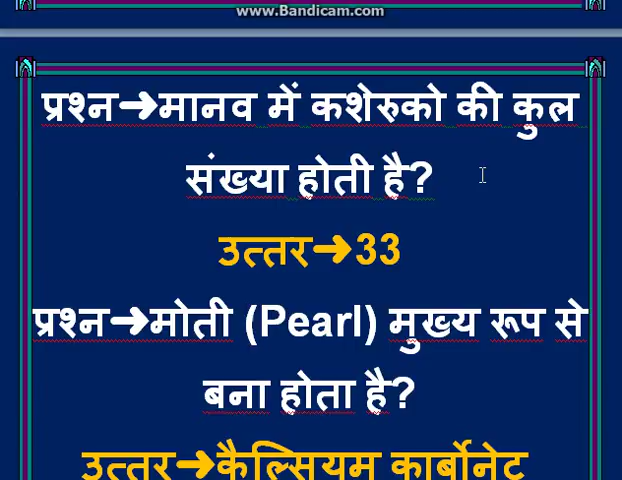 www.Bandicam.com
प्रश्न➔मानव में कशेरुको की कुल
संख्या होती है?
उत्तर➔33
प्रश्न➔मोती (Pearl) मुख्य रूप से
बना होता है?
उत्तर➔कैल्सियम कार्बोनेट